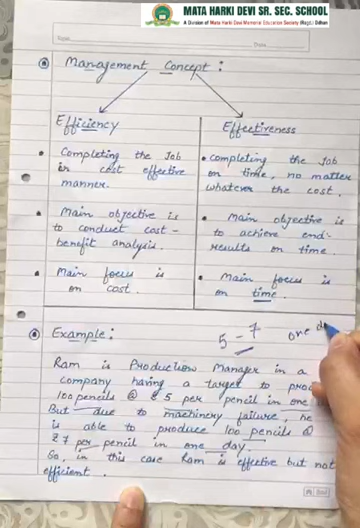 MATA HARKI DEVI SR. SEC. SCHOOL
A Division of Mata Harki Devi Memorial Education Society (Regd.) Odhan
Date
Management Concept :
Efficiency
Completing the Job
in cost effective
manner.
Main objective is
to conduct cost-
benefit analysis.
Main focus is
on cost.
Effectiveness
completing the Job
on time, no matter
whatever the cost.
Main objective is
to achieve end-
results on time.
Main focus is
on time.
5 - 7 one d
Example :
Ram is Production Manager in a
company having a target to pro
100 pencils @ ₹ 5 per pencil in one
But due to machinery failure, he
is able to produce 100 pencils @
₹ 7 per pencil in one day.
So, in this case Ram is effective but not
efficient.